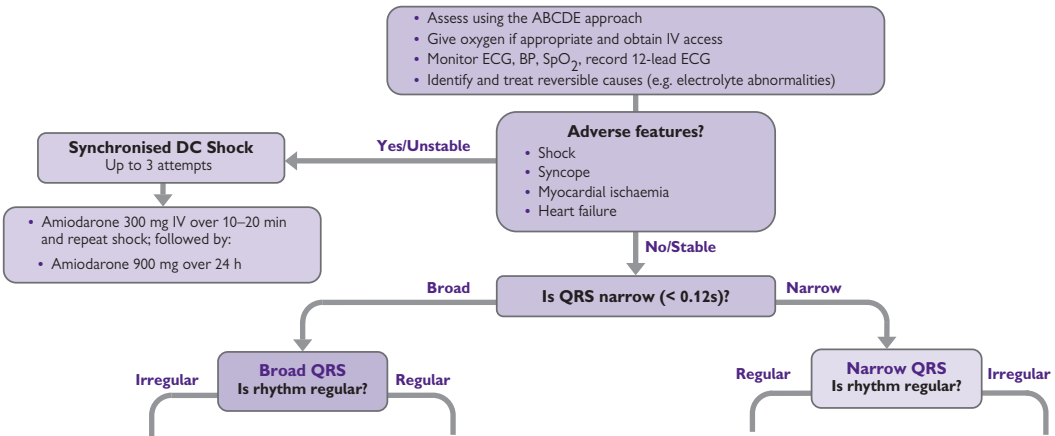 • Assess using the ABCDE approach
• Give oxygen if appropriate and obtain IV access
• Monitor ECG, BP, SpO2, record 12-lead ECG
• Identify and treat reversible causes (e.g. electrolyte abnormalities)
Adverse features?
• Shock
• Syncope
• Myocardial ischaemia
• Heart failure
Yes/Unstable
Synchronised DC Shock
Up to 3 attempts
• Amiodarone 300 mg IV over 10–20 min
and repeat shock; followed by:
• Amiodarone 900 mg over 24 h
No/Stable
Is QRS narrow (< 0.12s)?
Broad
Narrow
Broad QRS
Is rhythm regular?
Irregular
Regular
Narrow QRS
Is rhythm regular?
Regular
Irregular